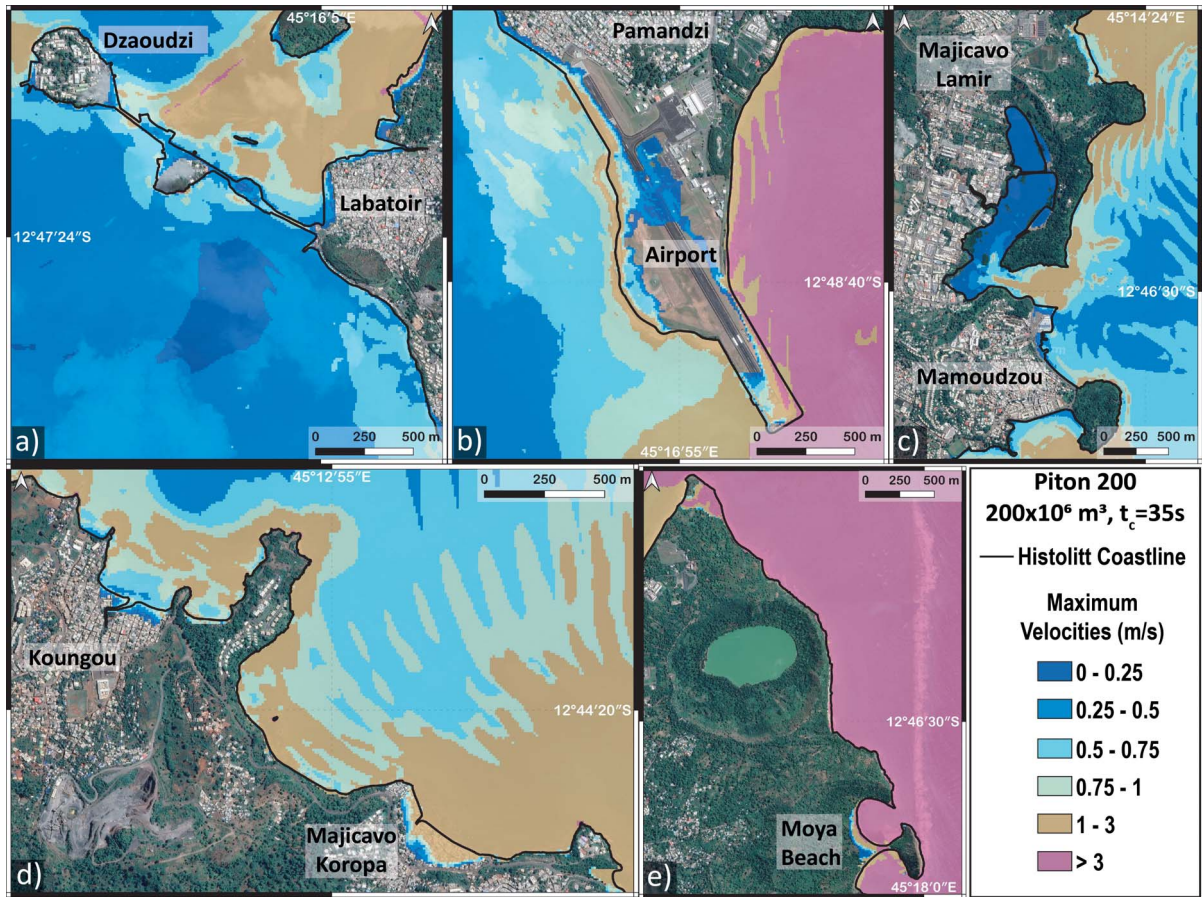 45°16′5″E
Dzaoudzi
Labatoir
12°47′24″S
0 250 500 m
a)
Pamandzi
Airport
12°48′40″S
0 250 500 m
45°16′55″E
b)
45°14′24″E
Majicavo
Lamir
12°46′30″S
Mamoudzou
0 250 500 m
c)
45°12′55″E
0 250 500 m
Koungou
12°44′20″S
Majicavo
Koropa
d)
0 250 500 m
12°46′30″S
Moya
Beach
45°18′0″E
e)
Piton 200
200x10⁶ m³, t꜀=35s
Histolitt Coastline
Maximum
Velocities (m/s)
0 - 0.25
0.25 - 0.5
0.5 - 0.75
0.75 - 1
1 - 3
> 3